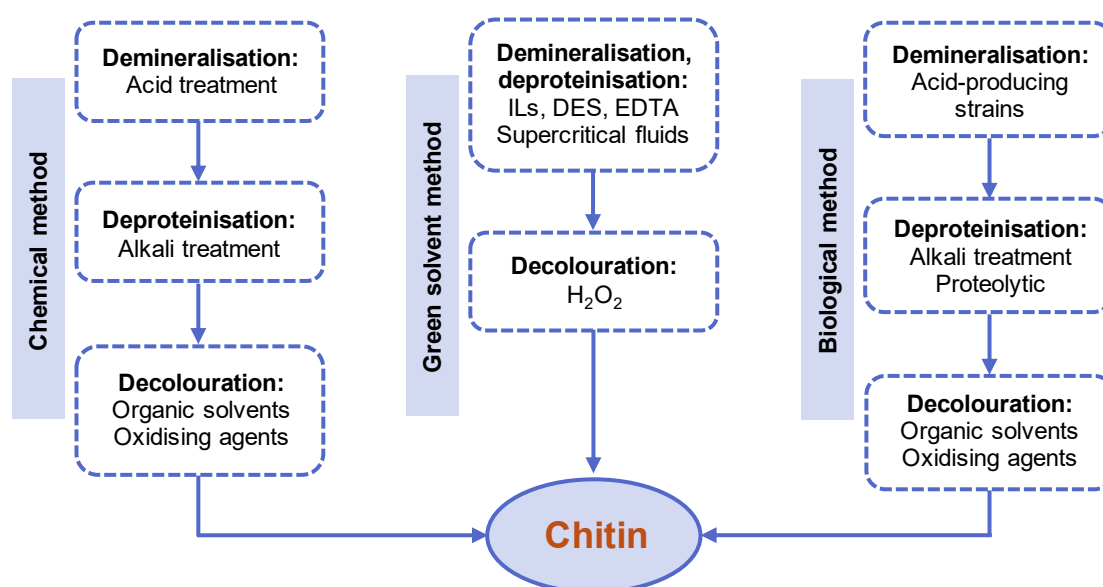 Chemical method
Demineralisation:
Acid treatment
Deproteinisation:
Alkali treatment
Decolouration:
Organic solvents
Oxidising agents
Green solvent method
Demineralisation,
deproteinisation:
ILs, DES, EDTA
Supercritical fluids
Decolouration:
H₂O₂
Biological method
Demineralisation:
Acid-producing
strains
Deproteinisation:
Alkali treatment
Proteolytic
Decolouration:
Organic solvents
Oxidising agents
Chitin